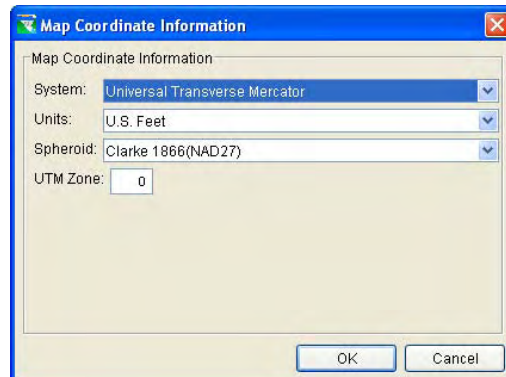 Map Coordinate Information
Map Coordinate Information
System: Universal Transverse Mercator
Units: U.S. Feet
Spheroid: Clarke 1866(NAD27)
UTM Zone: 0
OK Cancel